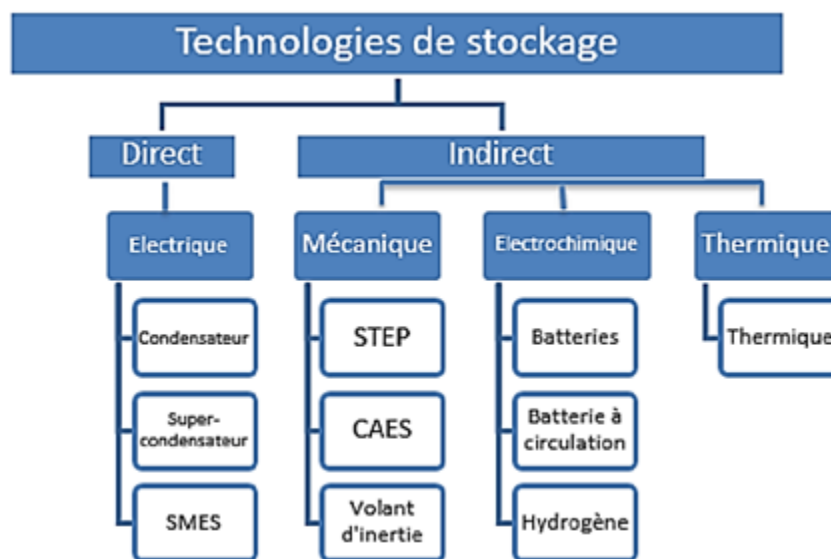 Technologies de stockage
Direct
Indirect
Electrique
Mécanique
Electrochimique
Thermique
Condensateur
STEP
Batteries
Thermique
Super-
condensateur
CAES
Batterie à
circulation
SMES
Volant
d'inertie
Hydrogène